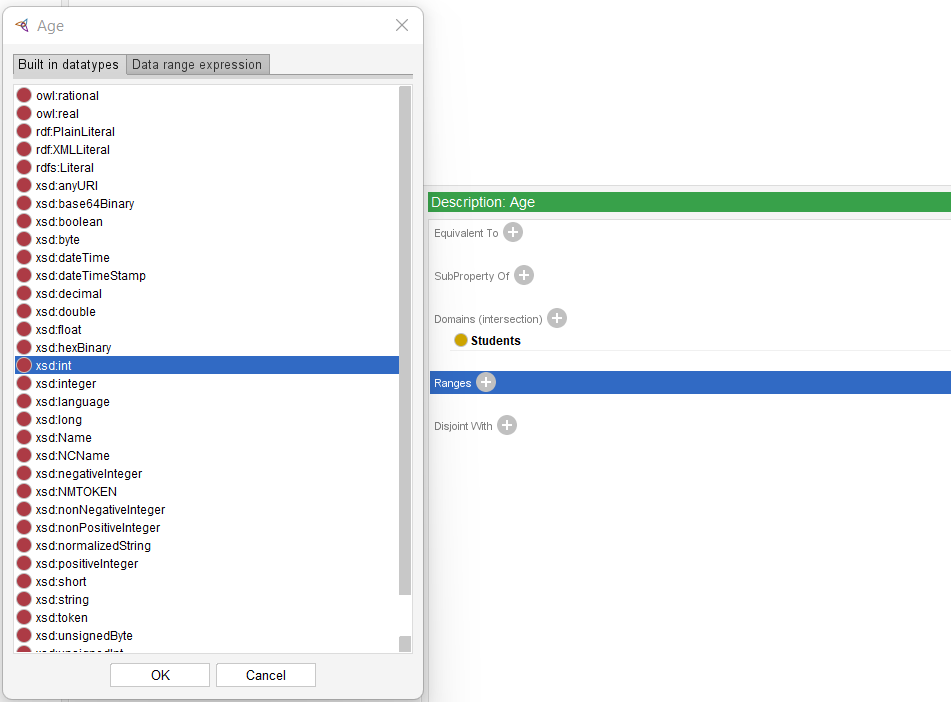 Age
Built in datatypes
Data range expression
owl:rational
owl:real
rdf:PlainLiteral
rdf:XMLLiteral
rdfs:Literal
xsd:anyURI
xsd:base64Binary
xsd:boolean
xsd:byte
xsd:dateTime
xsd:dateTimeStamp
xsd:decimal
xsd:double
xsd:float
xsd:hexBinary
xsd:int
xsd:integer
xsd:language
xsd:long
xsd:Name
xsd:NCName
xsd:negativeInteger
xsd:NMTOKEN
xsd:nonNegativeInteger
xsd:nonPositiveInteger
xsd:normalizedString
xsd:positiveInteger
xsd:short
xsd:string
xsd:token
xsd:unsignedByte
xsd:unsignedInt
OK
Cancel
Description: Age
Equivalent To
SubProperty Of
Domains (intersection)
Students
Ranges
Disjoint With